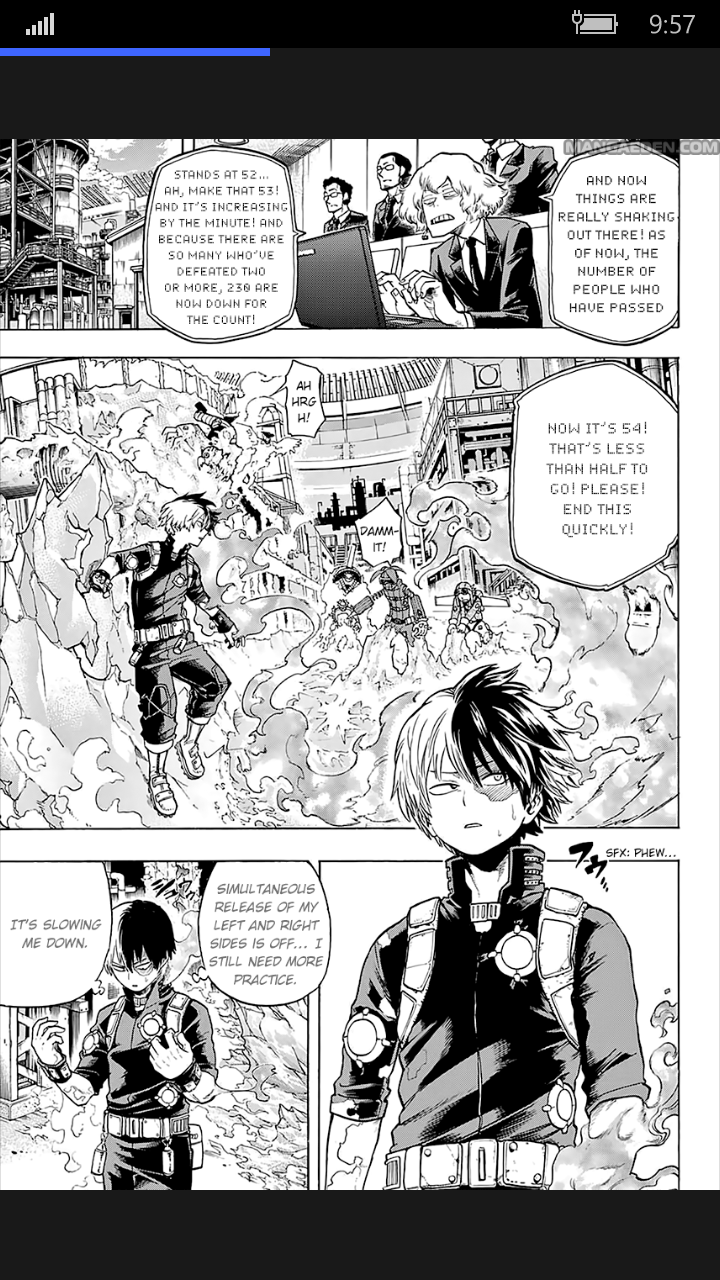 9:57
MANGAEDEN.COM
AND NOW
THINGS ARE
REALLY SHAKING
OUT THERE! AS
OF NOW, THE
NUMBER OF
PEOPLE WHO
HAVE PASSED
STANDS AT 52...
AH, MAKE THAT 53!
AND IT'S INCREASING
BY THE MINUTE! AND
BECAUSE THERE ARE
SO MANY WHO'VE
DEFEATED TWO
OR MORE, 230 ARE
NOW DOWN FOR
THE COUNT!
NOW IT'S 54!
THAT'S LESS
THAN HALF TO
GO! PLEASE!
END THIS
QUICKLY!
AH
HRG
H!
DAMM-
IT!
フゥ
SFX: PHEW...
SIMULTANEOUS
RELEASE OF MY
LEFT AND RIGHT
SIDES IS OFF... I
STILL NEED MORE
PRACTICE.
IT'S SLOWING
ME DOWN.